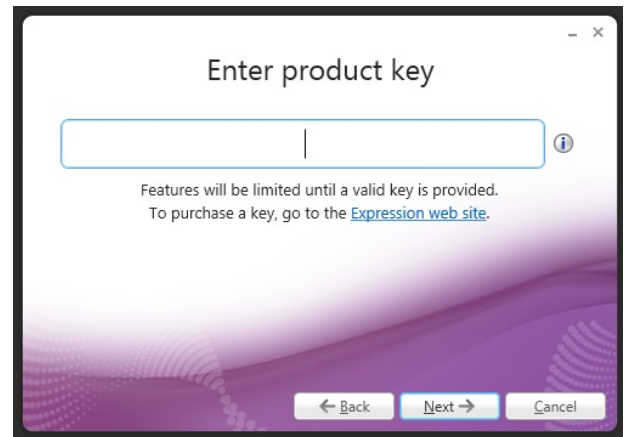 Enter product key
Features will be limited until a valid key is provided.
To purchase a key, go to the Expression web site.
← Back
Next →
Cancel